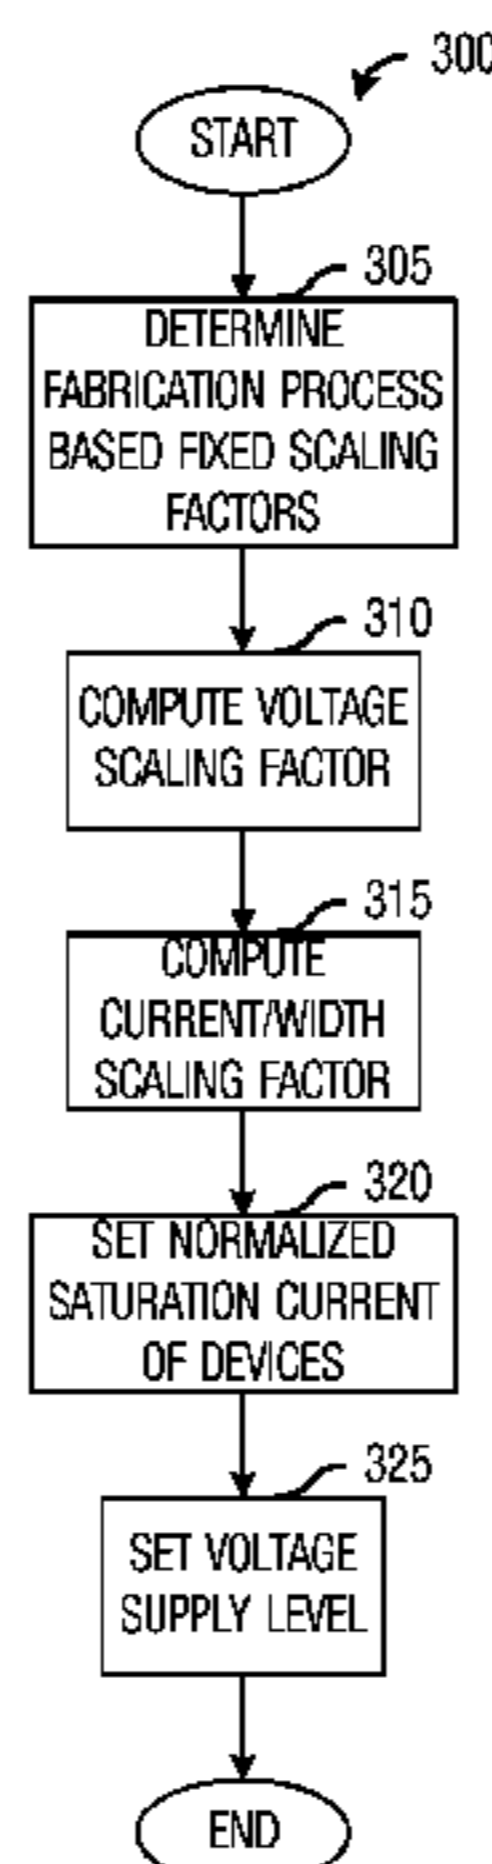 300
START
305
DETERMINE
FABRICATION PROCESS
BASED FIXED SCALING
FACTORS
310
COMPUTE VOLTAGE
SCALING FACTOR
315
COMPUTE
CURRENT/WIDTH
SCALING FACTOR
320
SET NORMALIZED
SATURATION CURRENT
OF DEVICES
325
SET VOLTAGE
SUPPLY LEVEL
END